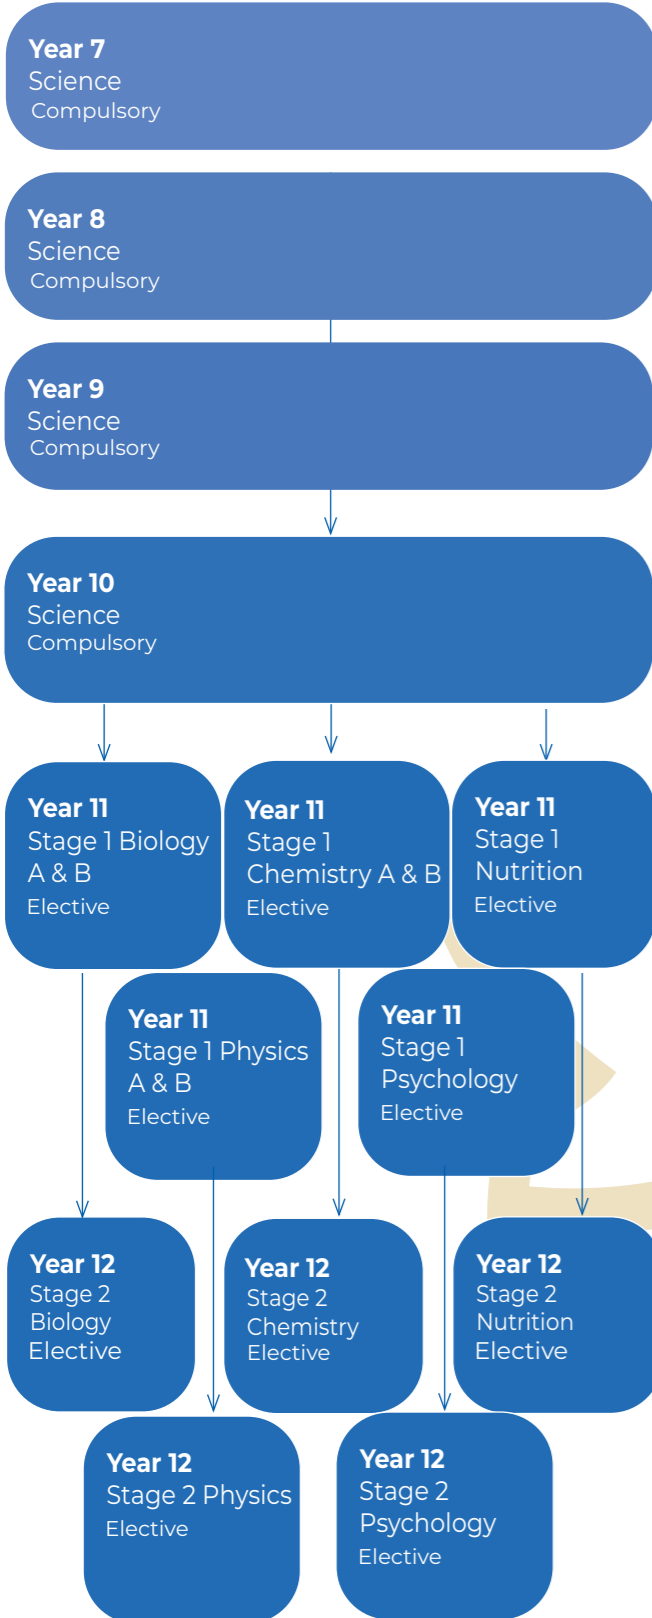 Year 7
Science
Compulsory
Year 8
Science
Compulsory
Year 9
Science
Compulsory
Year 10
Science
Compulsory
Year 11
Stage 1 Biology
A & B
Elective
Year 11
Stage 1
Chemistry A & B
Elective
Year 11
Stage 1
Nutrition
Elective
Year 11
Stage 1 Physics
A & B
Elective
Year 11
Stage 1
Psychology
Elective
Year 12
Stage 2
Biology
Elective
Year 12
Stage 2
Chemistry
Elective
Year 12
Stage 2
Nutrition
Elective
Year 12
Stage 2 Physics
Elective
Year 12
Stage 2
Psychology
Elective